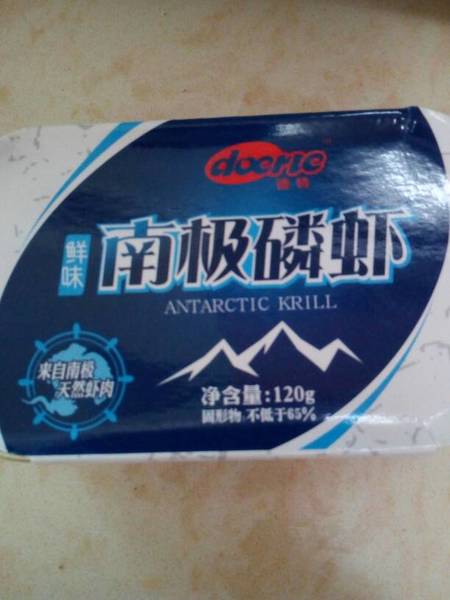 doerte
德特
鲜味
南极磷虾
ANTARCTIC KRILL
来自南极
天然虾肉
净含量:120g
固形物 不低于65%